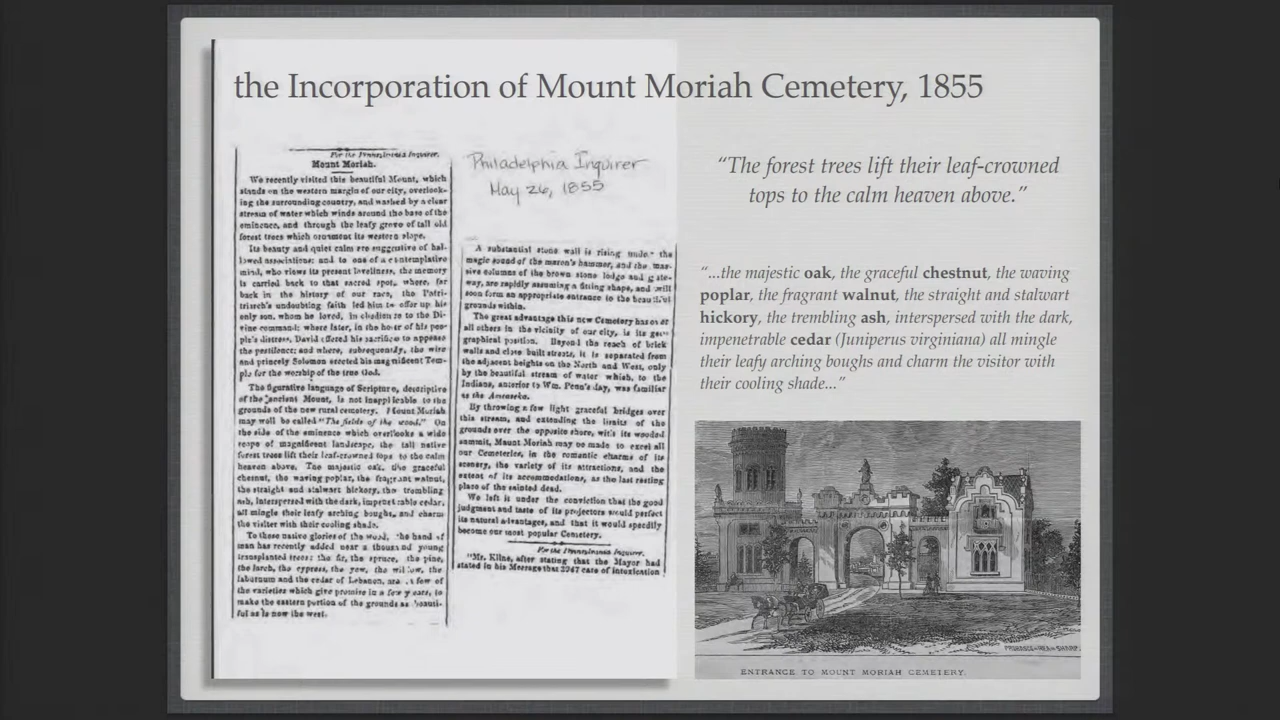 the Incorporation of Mount Moriah Cemetery, 1855
For the Pennsylvania Inquirer.
Mount Moriah.
We recently visited this beautiful Mount, which
stands on the western margin of our city, overlook-
ing the surrounding country, and washed by a clear
stream of water which winds around the base of the
eminence, and through the leafy grove of tall old
forest trees which ornament its western slope.
Its beauty and quiet calm are suggestive of hal-
lowed associations; and to one of a contemplative
mind, who views its present loveliness, the memory
is carried back to that sacred spot, where, far
back in the history of our race, the Patri-
arch's undoubting faith led him to offer up his
only son, whom he loved, in obedience to the Di-
vine command; where later, in the hour of his peo-
ple's distress, David offered his sacrifice to appease
the pestilence; and where, subsequently, the wise
and princely Solomon erected his magnificent Tem-
ple for the worship of the true God.
The figurative language of Scripture, descriptive
of the ancient Mount, is not inapplicable to the
grounds of the new rural cemetery. Mount Moriah
may well be called "The fields of the wood." On
the side of the eminence which overlooks a wide
scope of magnificent landscape, the tall native
forest trees lift their leaf-crowned tops to the calm
heaven above. The majestic oak, the graceful
chesnut, the waving poplar, the fragrant walnut,
the straight and stalwart hickory, the trembling
ash, interspersed with the dark, impenetrable cedar,
all mingle their leafy arching boughs, and charm
the visiter with their cooling shade.
To these native glories of the wood, the hand of
man has recently added near a thousand young
transplanted trees; the fir, the spruce, the pine,
the larch, the cypress, the yew, the willow, the
laburnum and the cedar of Lebanon, are a few of
the varieties which give promise in a few years, to
make the eastern portion of the grounds as beauti-
ful as is now the west.
Philadelphia Inquirer
May 26, 1855
A substantial stone wall is rising under the
magic sound of the mason's hammer, and the mas-
sive columns of the brown stone lodge and gate-
way, are rapidly assuming a fitting shape, and will
soon form an appropriate entrance to the beautiful
grounds within.
The great advantage this new Cemetery has over
all others in the vicinity of our city, is its geo-
graphical position. Beyond the reach of brick
walls and close built streets, it is separated from
the adjacent heights on the North and West, only
by the beautiful stream of water which, to the
Indians, anterior to Wm. Penn's day, was familiar
as the
By throwing a few light graceful bridges over
this stream, and extending the limits of the
grounds over the opposite shore, with its wooded
summit, Mount Moriah may be made to excel all
our Cemeteries, in the romantic charms of its
scenery, the variety of its attractions, and the
extent of its accommodations, as the last resting
place of the sainted dead.
We left it under the conviction that the good
judgment and taste of its projectors would perfect
its natural advantages, and that it would speedily
become our most popular Cemetery.
For the Pennsylvania Inquirer.
"Mr. Kline, after stating that the Mayor had
stated in his Message that 2367 case of intoxication
“The forest trees lift their leaf-crowned
tops to the calm heaven above.”
“...the majestic oak, the graceful chestnut, the waving
poplar, the fragrant walnut, the straight and stalwart
hickory, the trembling ash, interspersed with the dark,
impenetrable cedar (Juniperus virginiana) all mingle
their leafy arching boughs and charm the visitor with
their cooling shade...”
ENTRANCE TO MOUNT MORIAH CEMETERY.